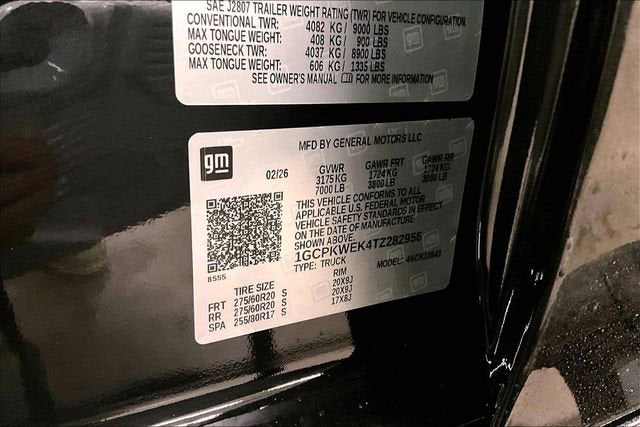 SAE J2807 TRAILER WEIGHT RATING (TWR) FOR VEHICLE CONFIGURATION
CONVENTIONAL TWR: 4082 KG / 9000 LBS
MAX TONGUE WEIGHT: 408 KG / 900 LBS
GOOSENECK TWR: 4037 KG / 8900 LBS
MAX TONGUE WEIGHT: 606 KG / 1335 LBS
SEE OWNER'S MANUAL FOR MORE INFORMATION
MFD BY GENERAL MOTORS LLC
gm
02/26
GVWR GAWR FRT GAWR RR
3175 KG 1724 KG 1724 KG
7000 LB 3800 LB 3800 LB
THIS VEHICLE CONFORMS TO ALL
APPLICABLE U.S. FEDERAL MOTOR
VEHICLE SAFETY STANDARDS IN EFFECT
ON THE DATE OF MANUFACTURE
SHOWN ABOVE.
1GCPKWEK4TZ282956
TYPE: TRUCK MODEL: 46CK10543
8555
TIRE SIZE RIM
FRT 275/60R20 S 20X9J
RR 275/60R20 S 20X9J
SPA 255/80R17 S 17X8J